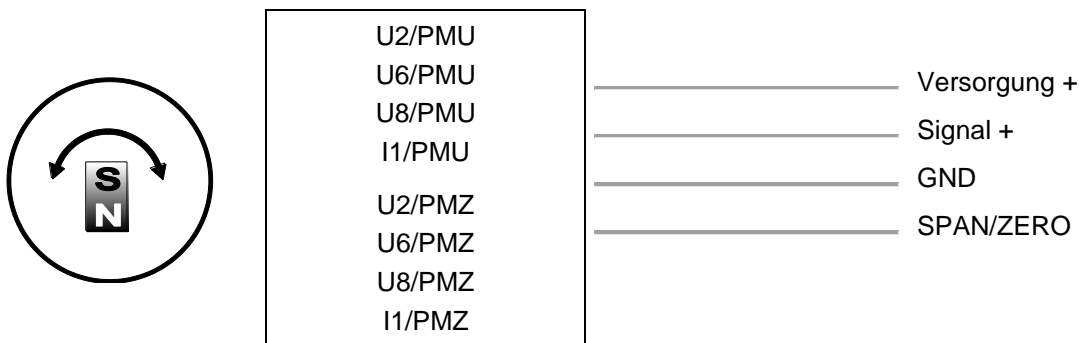 S
N
U2/PMU
U6/PMU
U8/PMU
I1/PMU
U2/PMZ
U6/PMZ
U8/PMZ
I1/PMZ
Versorgung +
Signal +
GND
SPAN/ZERO